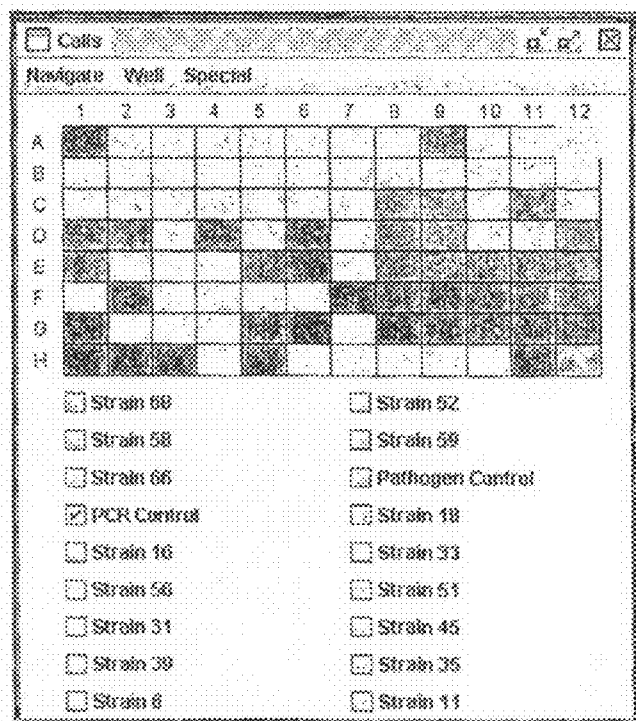 Calls
Navigate Well Special
1 2 3 4 5 6 7 8 9 10 11 12
A
B
C
D
E
F
G
H
Strain 60 Strain 52
Strain 58 Strain 59
Strain 66 Pathogen Control
PCR Control Strain 18
Strain 16 Strain 33
Strain 56 Strain 51
Strain 31 Strain 45
Strain 39 Strain 35
Strain 6 Strain 11